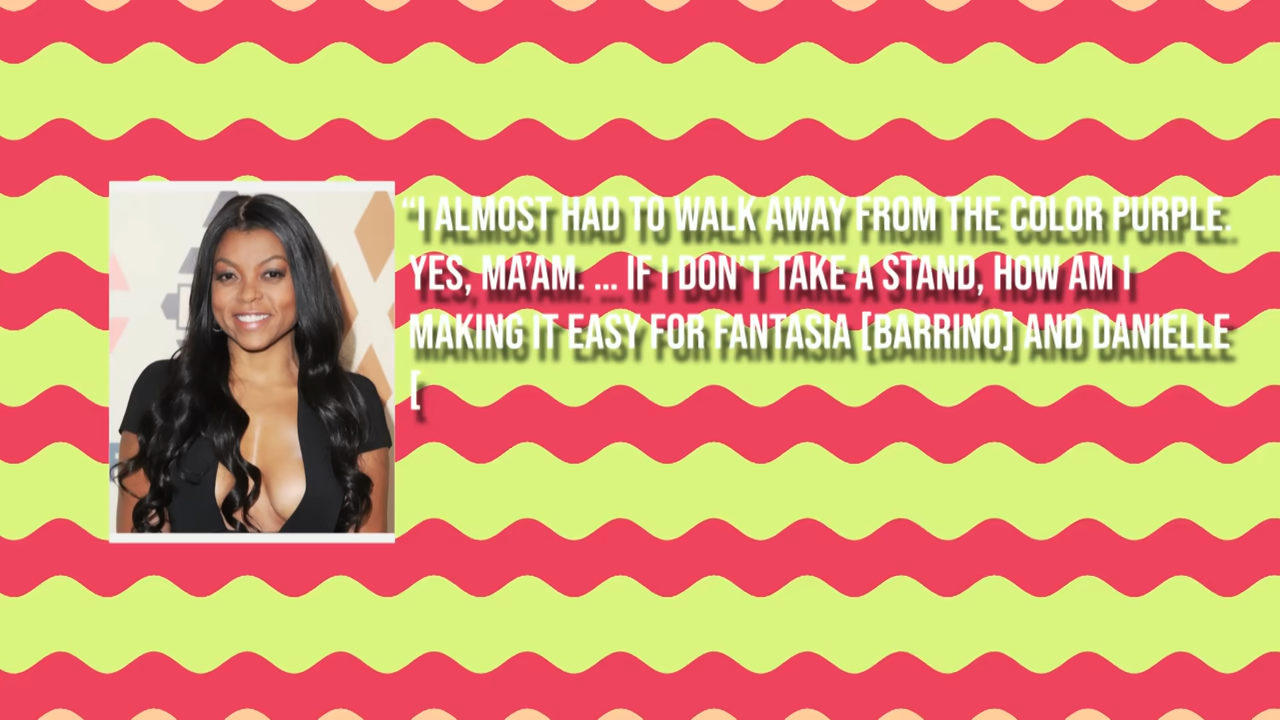 “I ALMOST HAD TO WALK AWAY FROM THE COLOR PURPLE.
YES, MA’AM. ... IF I DON’T TAKE A STAND, HOW AM I
MAKING IT EASY FOR FANTASIA [BARRINO] AND DANIELLE
[